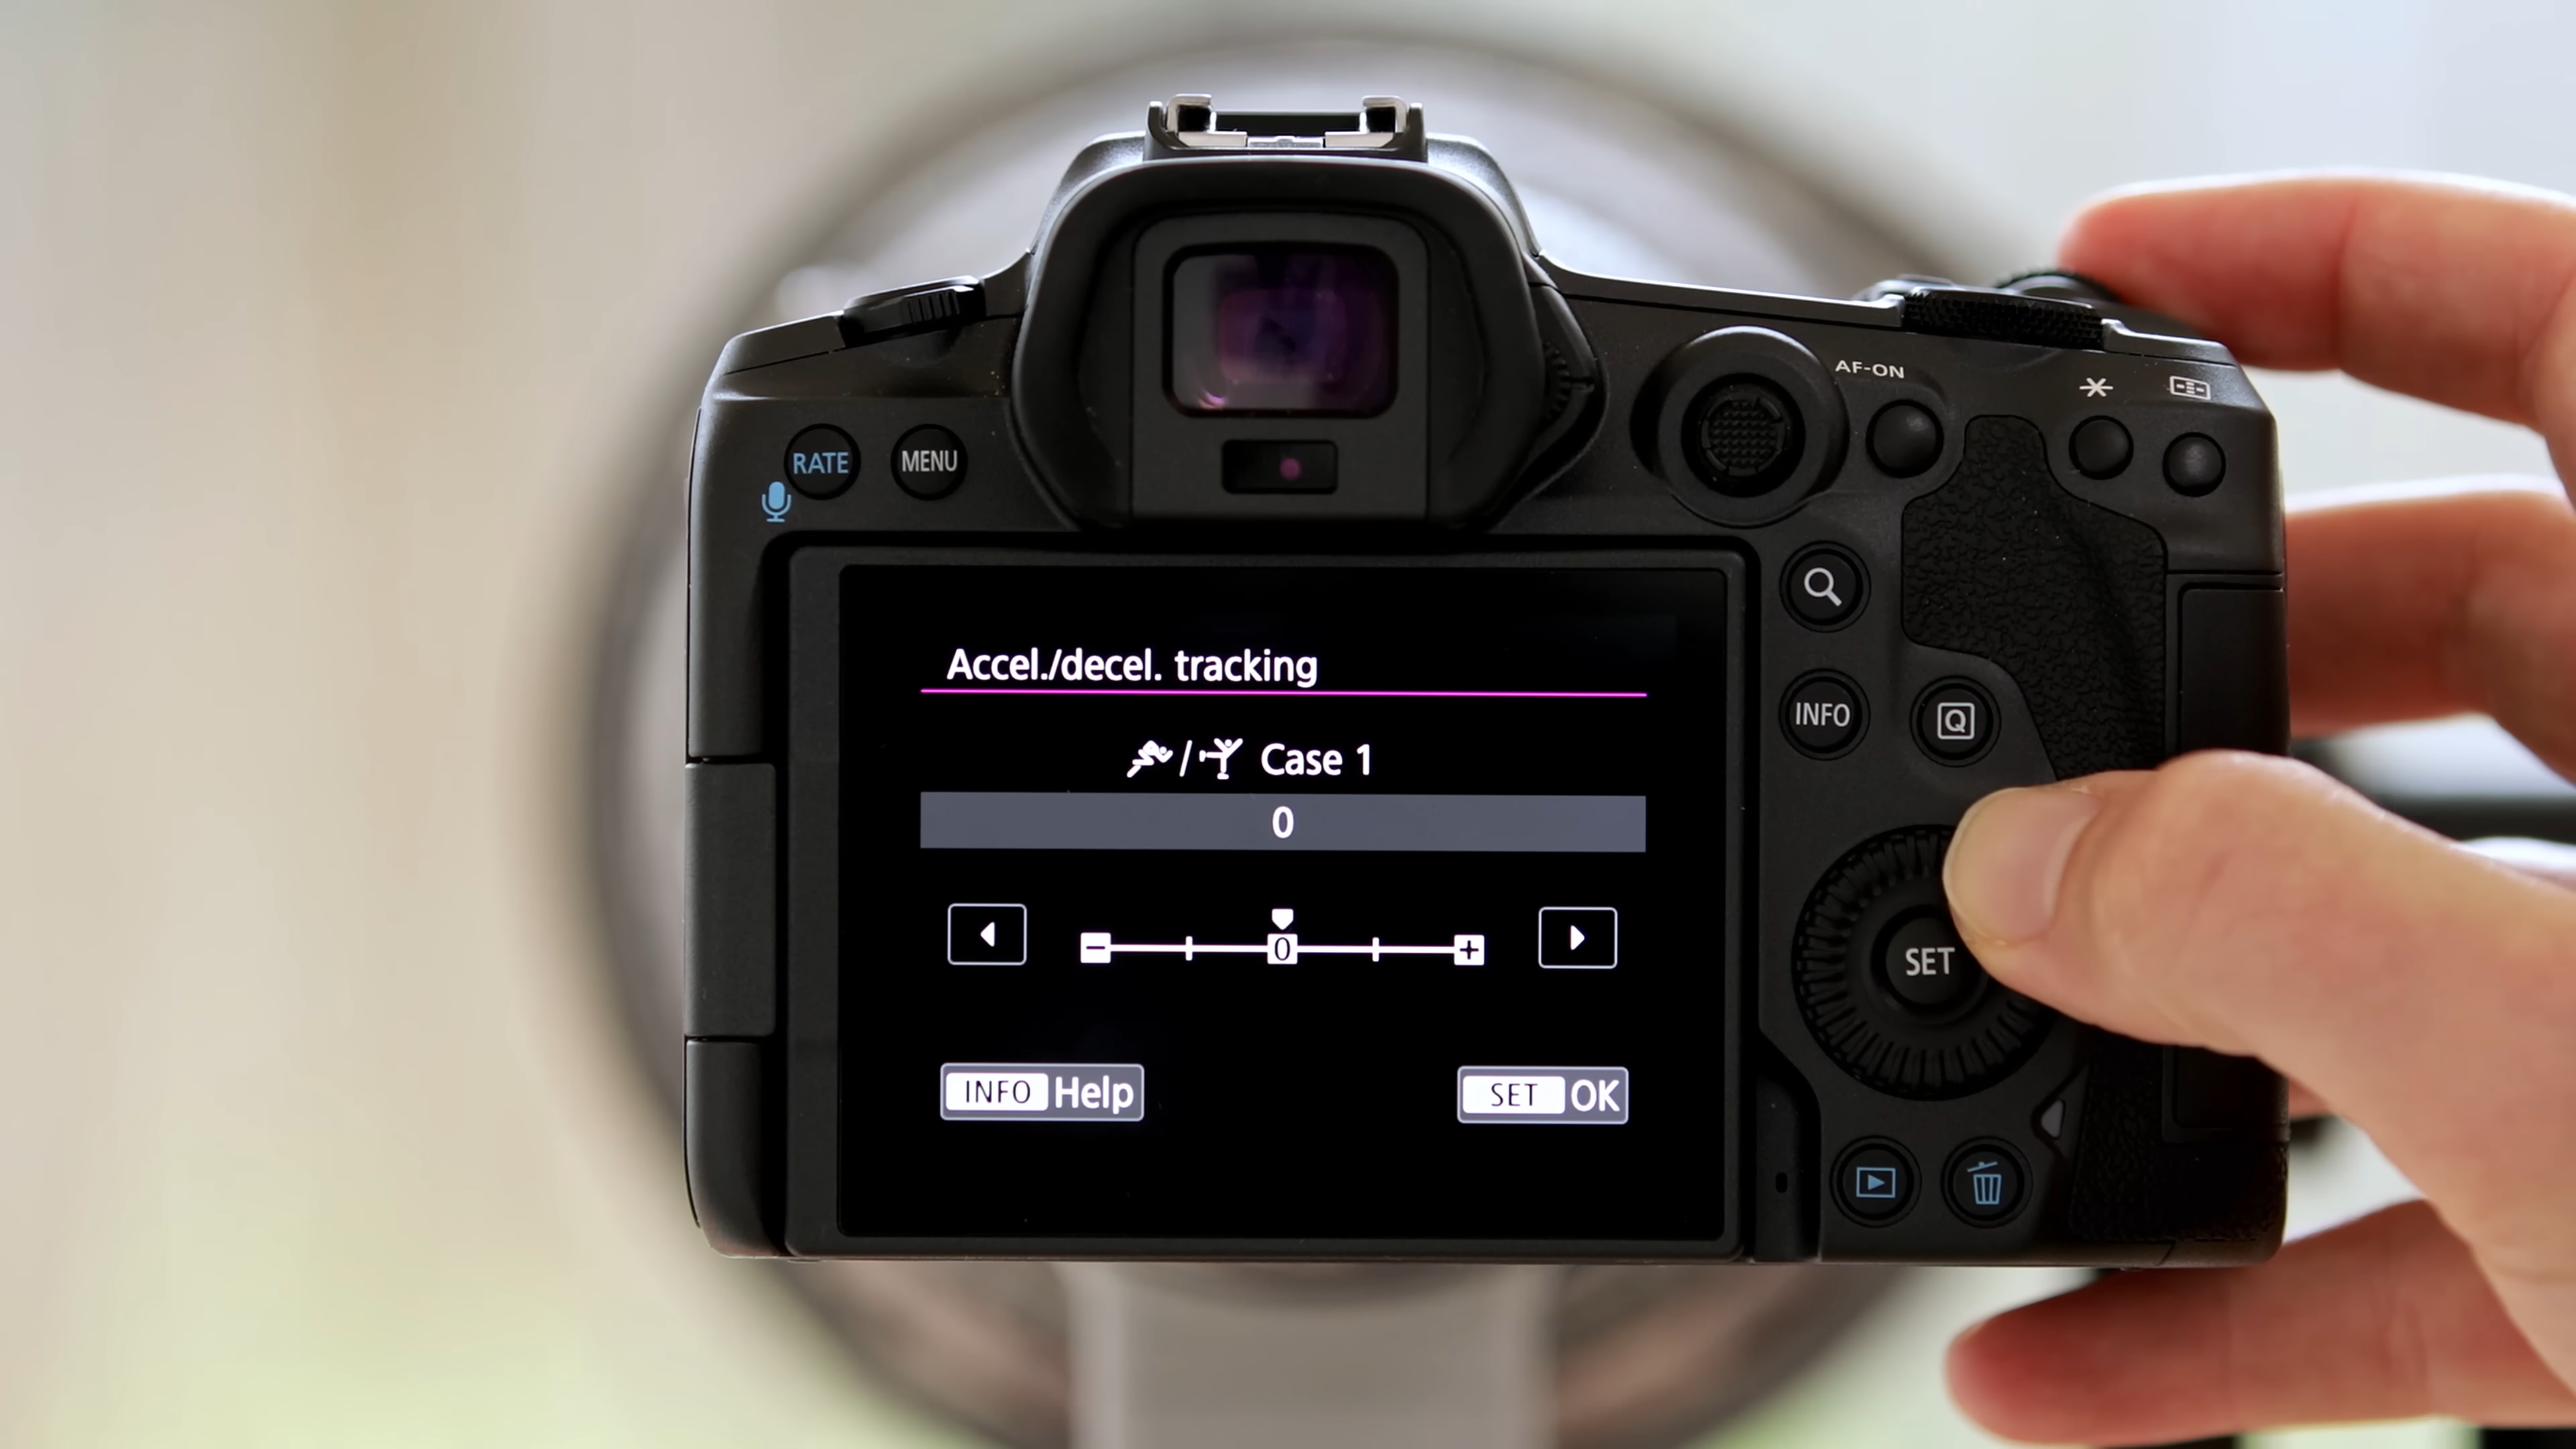 AF-ON
RATE
MENU
Accel./decel. tracking
/ Case 1
0
0
INFO Help
SET OK
INFO
Q
SET